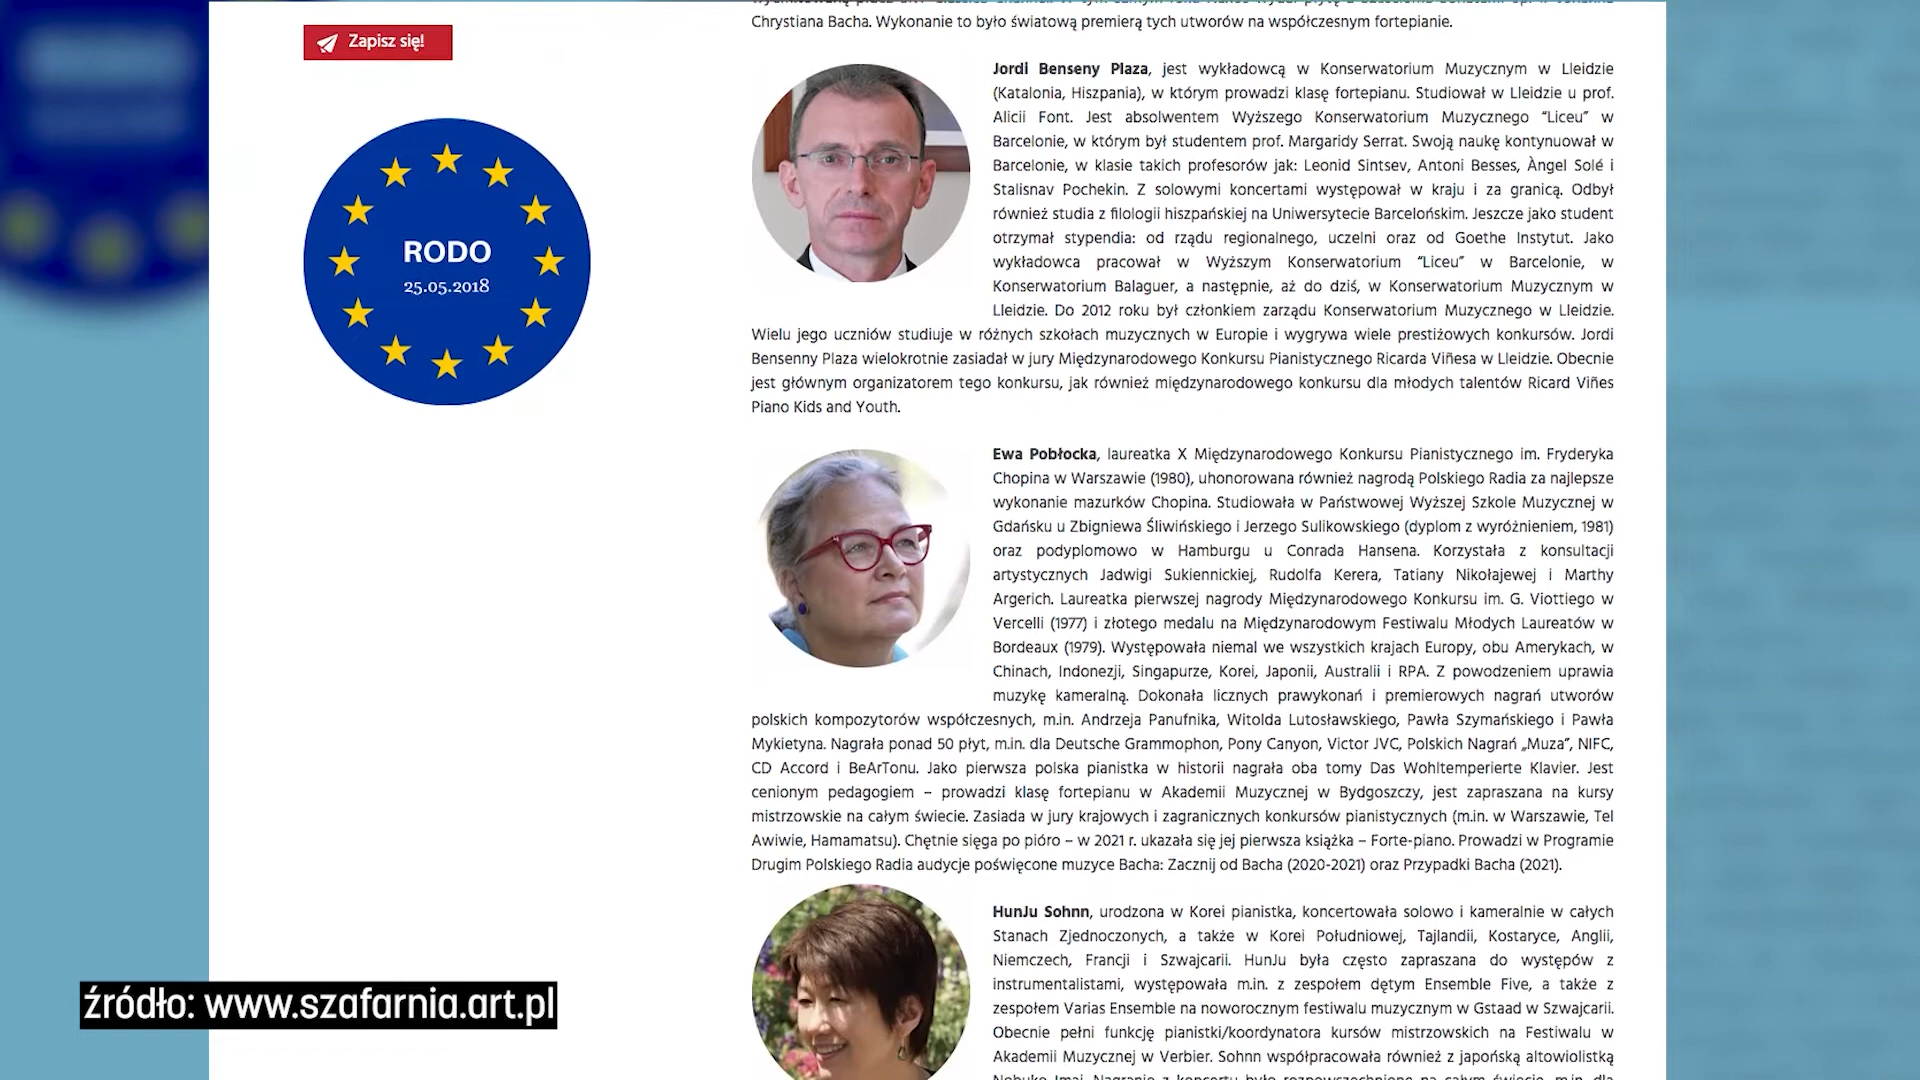 Zapisz się!
RODO
25.05.2018
Chrystiana Bacha. Wykonanie to było światową premierą tych utworów na współczesnym fortepianie.
Jordi Benseny Plaza, jest wykładowcą w Konserwatorium Muzycznym w Lleidzie
(Katalonia, Hiszpania), w którym prowadzi klasę fortepianu. Studiował w Lleidzie u prof.
Alicii Font. Jest absolwentem Wyższego Konserwatorium Muzycznego “Liceu” w
Barcelonie, w którym był studentem prof. Margaridy Serrat. Swoją naukę kontynuował w
Barcelonie, w klasie takich profesorów jak: Leonid Sintsev, Antoni Besses, Àngel Solé i
Stalisnav Pochekin. Z solowymi koncertami występował w kraju i za granicą. Odbył
również studia z filologii hiszpańskiej na Uniwersytecie Barcelońskim. Jeszcze jako student
otrzymał stypendia: od rządu regionalnego, uczelni oraz od Goethe Instytut. Jako
wykładowca pracował w Wyższym Konserwatorium “Liceu” w Barcelonie, w
Konserwatorium Balaguer, a następnie, aż do dziś, w Konserwatorium Muzycznym w
Lleidzie. Do 2012 roku był członkiem zarządu Konserwatorium Muzycznego w Lleidzie.
Wielu jego uczniów studiuje w różnych szkołach muzycznych w Europie i wygrywa wiele prestiżowych konkursów. Jordi
Bensenny Plaza wielokrotnie zasiadał w jury Międzynarodowego Konkursu Pianistycznego Ricarda Viñesa w Lleidzie. Obecnie
jest głównym organizatorem tego konkursu, jak również międzynarodowego konkursu dla młodych talentów Ricard Viñes
Piano Kids and Youth.
Ewa Pobłocka, laureatka X Międzynarodowego Konkursu Pianistycznego im. Fryderyka
Chopina w Warszawie (1980), uhonorowana również nagrodą Polskiego Radia za najlepsze
wykonanie mazurków Chopina. Studiowała w Państwowej Wyższej Szkole Muzycznej w
Gdańsku u Zbigniewa Śliwińskiego i Jerzego Sulikowskiego (dyplom z wyróżnieniem, 1981)
oraz podyplomowo w Hamburgu u Conrada Hansena. Korzystała z konsultacji
artystycznych Jadwigi Sukiennickiej, Rudolfa Kerera, Tatiany Nikołajewej i Marthy
Argerich. Laureatka pierwszej nagrody Międzynarodowego Konkursu im. G. Viottiego w
Vercelli (1977) i złotego medalu na Międzynarodowym Festiwalu Młodych Laureatów w
Bordeaux (1979). Występowała niemal we wszystkich krajach Europy, obu Amerykach, w
Chinach, Indonezji, Singapurze, Korei, Japonii, Australii i RPA. Z powodzeniem uprawia
muzykę kameralną. Dokonała licznych prawykonań i premierowych nagrań utworów
polskich kompozytorów współczesnych, m.in. Andrzeja Panufnika, Witolda Lutosławskiego, Pawła Szymańskiego i Pawła
Mykietyna. Nagrała ponad 50 płyt, m.in. dla Deutsche Grammophon, Pony Canyon, Victor JVC, Polskich Nagrań „Muza”, NIFC,
CD Accord i BeArTonu. Jako pierwsza polska pianistka w historii nagrała oba tomy Das Wohltemperierte Klavier. Jest
cenionym pedagogiem – prowadzi klasę fortepianu w Akademii Muzycznej w Bydgoszczy, jest zapraszana na kursy
mistrzowskie na całym świecie. Zasiada w jury krajowych i zagranicznych konkursów pianistycznych (m.in. w Warszawie, Tel
Awiwie, Hamamatsu). Chętnie sięga po pióro – w 2021 r. ukazała się jej pierwsza książka – Forte-piano. Prowadzi w Programie
Drugim Polskiego Radia audycje poświęcone muzyce Bacha: Zacznij od Bacha (2020-2021) oraz Przypadki Bacha (2021).
HunJu Sohnn, urodzona w Korei pianistka, koncertowała solowo i kameralnie w całych
Stanach Zjednoczonych, a także w Korei Południowej, Tajlandii, Kostaryce, Anglii,
Niemczech, Francji i Szwajcarii. HunJu była często zapraszana do występów z
instrumentalistami, występowała m.in. z zespołem dętym Ensemble Five, a także z
zespołem Varias Ensemble na noworocznym festiwalu muzycznym w Gstaad w Szwajcarii.
Obecnie pełni funkcję pianistki/koordynatora kursów mistrzowskich na Festiwalu w
Akademii Muzycznej w Verbier. Sohnn współpracowała również z japońską altowiolistką
źródło: www.szafarnia.art.pl